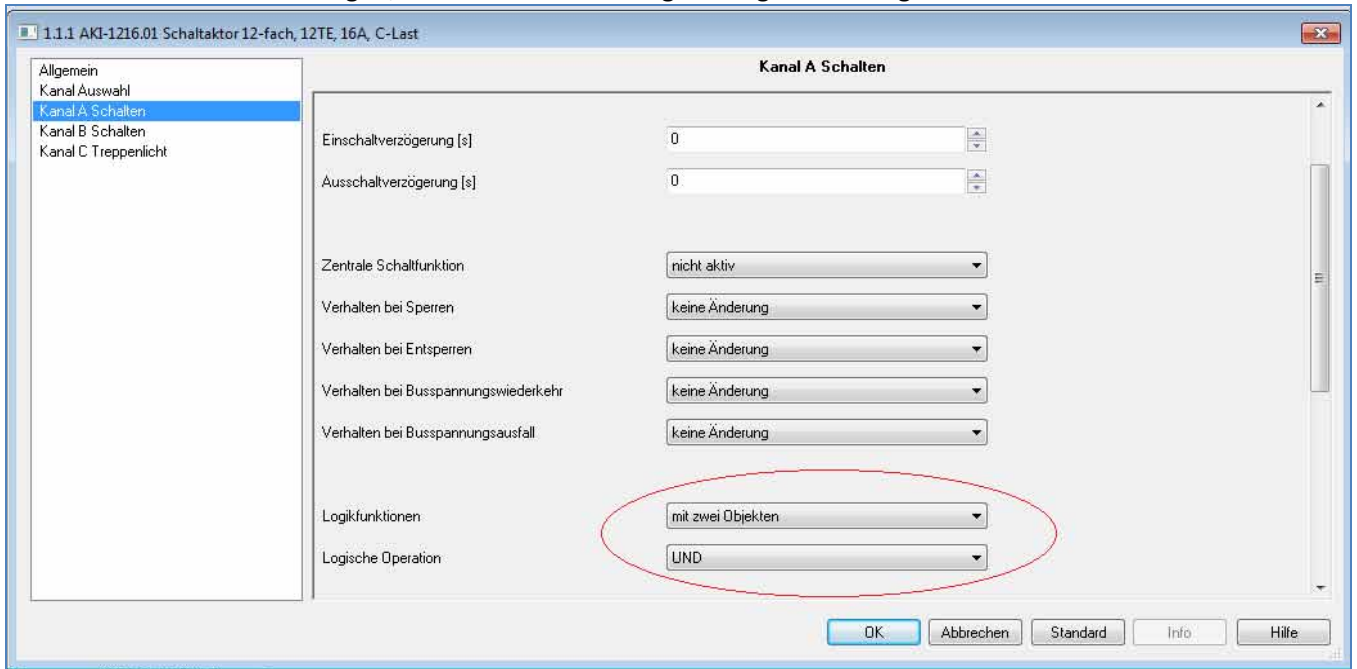 1.1.1 AKI-1216.01 Schaltaktor 12-fach, 12TE, 16A, C-Last
Allgemein
Kanal Auswahl
Kanal A Schalten
Kanal B Schalten
Kanal C Treppenlicht
Kanal A Schalten
Einschaltverzögerung [s] 0
Ausschaltverzögerung [s] 0
Zentrale Schaltfunktion nicht aktiv
Verhalten bei Sperren keine Änderung
Verhalten bei Entsperren keine Änderung
Verhalten bei Busspannungswiederkehr keine Änderung
Verhalten bei Busspannungsausfall keine Änderung
Logikfunktionen mit zwei Objekten
Logische Operation UND
OK Abbrechen Standard Info Hilfe